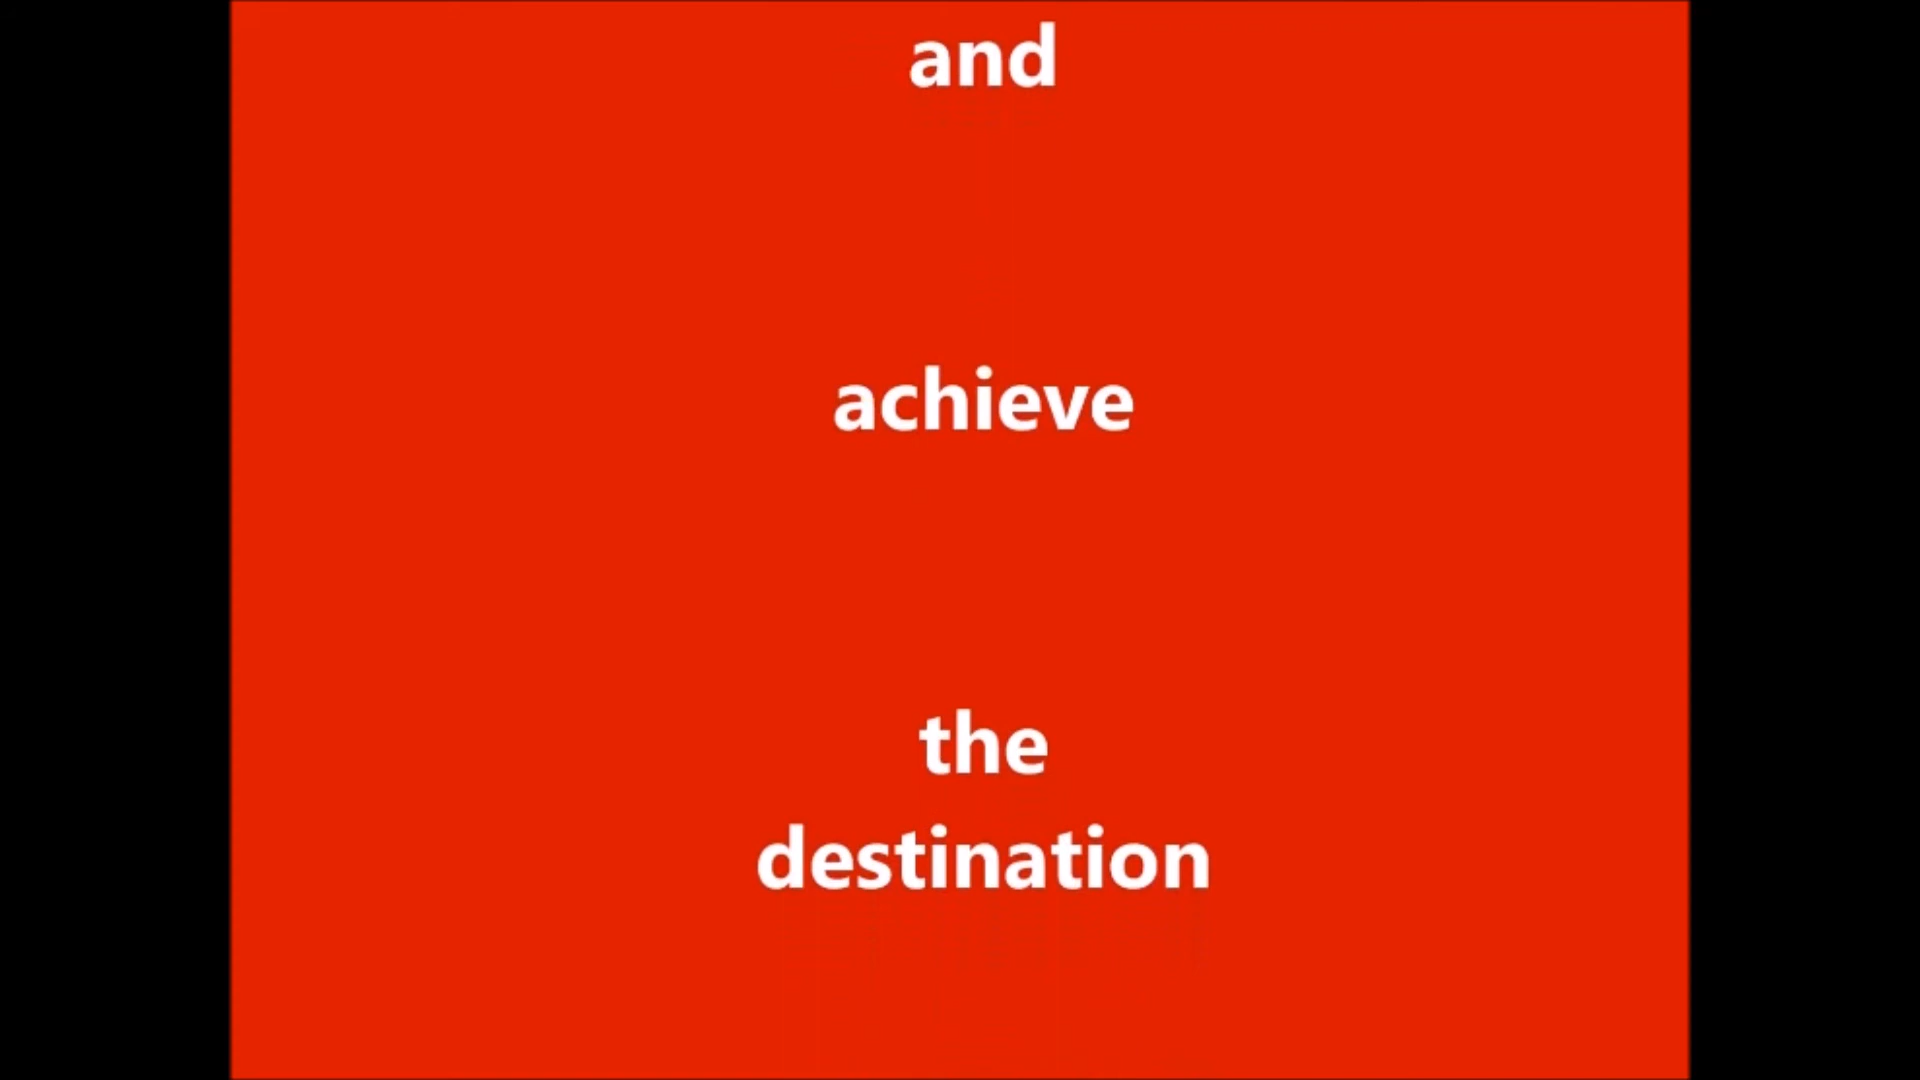 and
achieve
the
destination